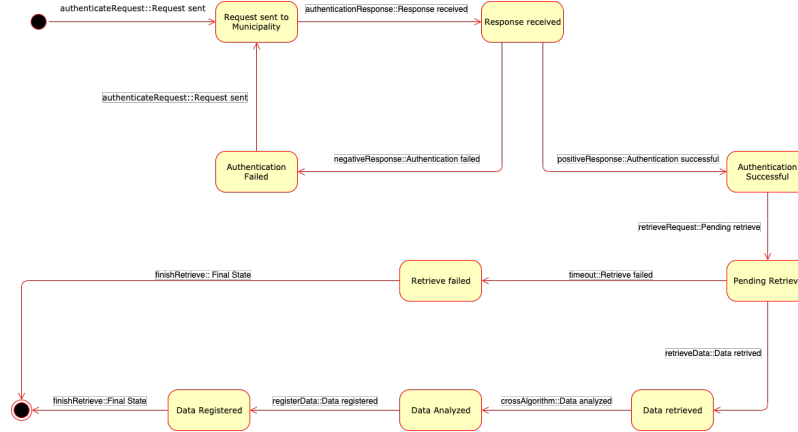 authenticateRequest::Request sent
Request sent to
Municipality
authenticationResponse::Response received
Response received
authenticateRequest::Request sent
Authentication
Failed
negativeResponse::Authentication failed
positiveResponse::Authentication successful
Authentication
Successful
retrieveRequest::Pending retrieve
finishRetrieve:: Final State
Retrieve failed
timeout::Retrieve failed
Pending Retrieve
retrieveData::Data retrived
finishRetrieve::Final State
Data Registered
registerData::Data registered
Data Analyzed
crossAlgorithm::Data analyzed
Data retrieved